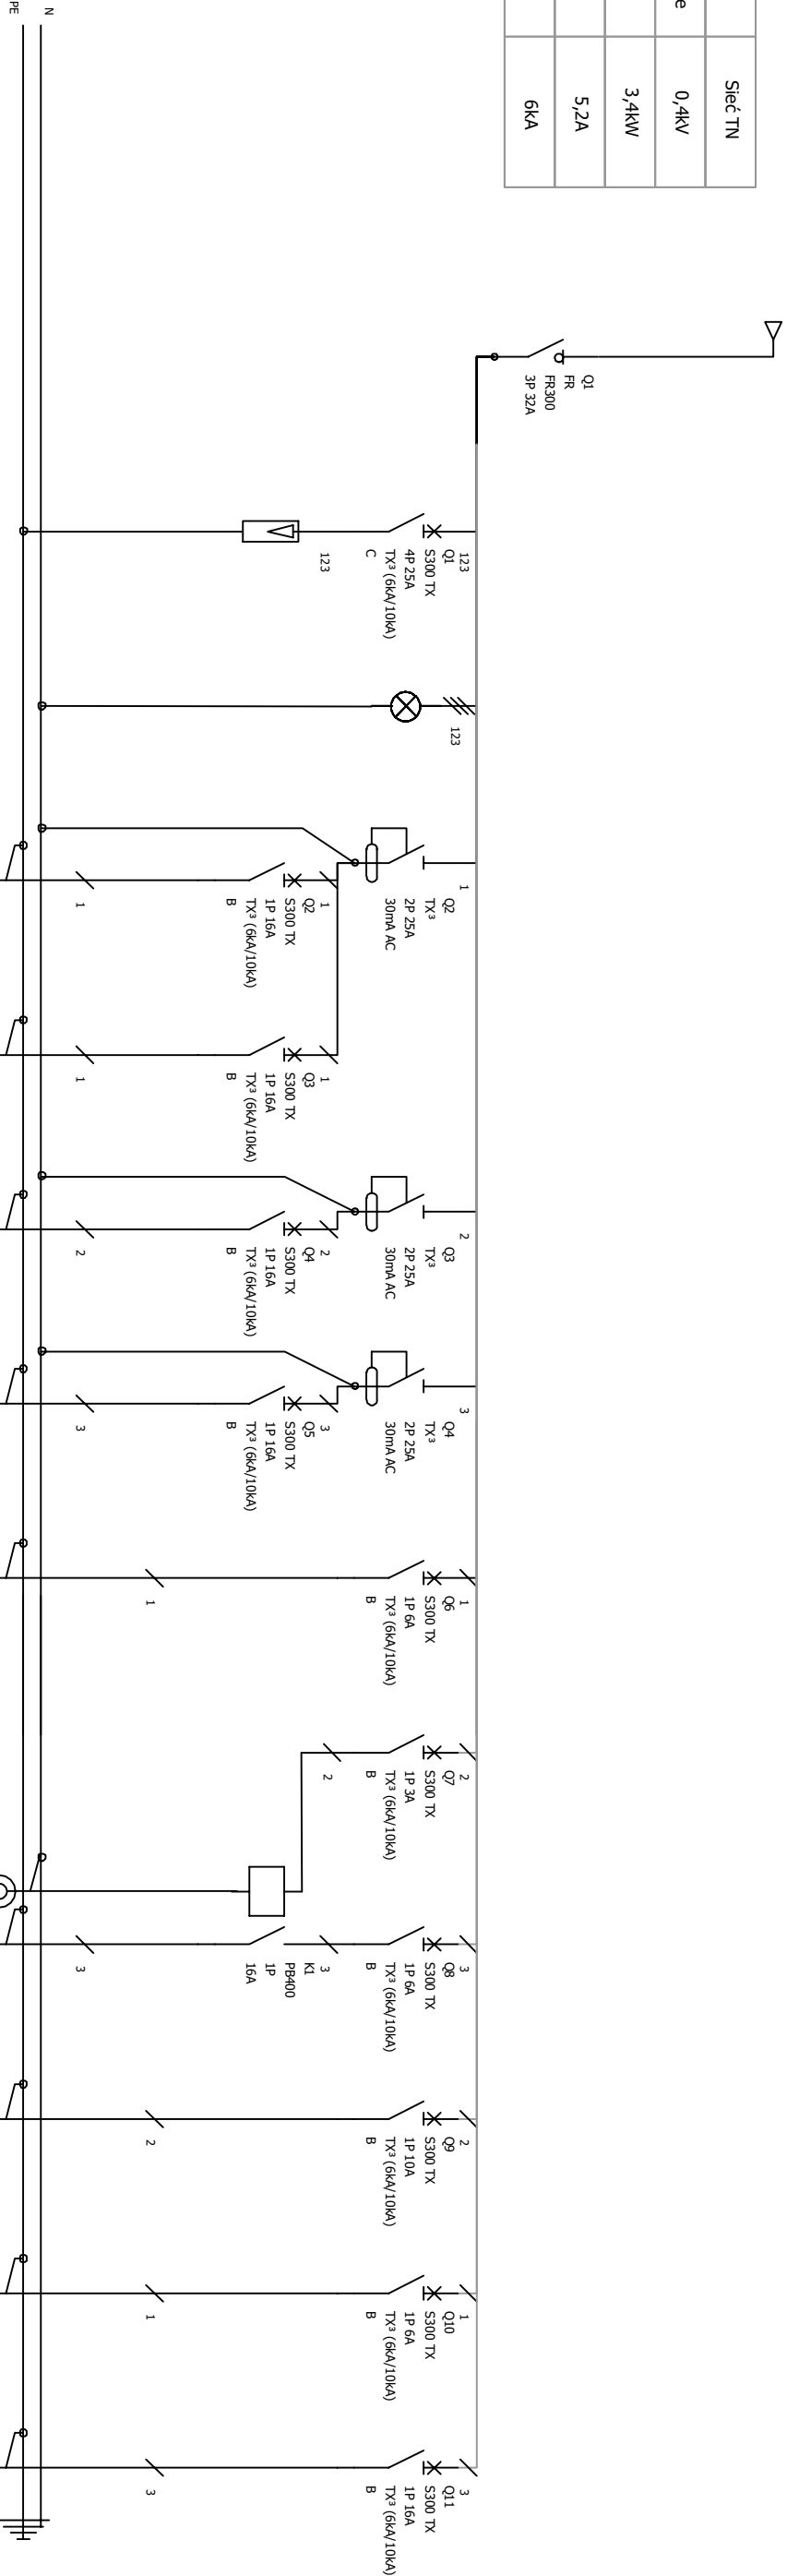 Sieć TN
e
0,4kV
3,4kW
5,2A
6kA
Q1
FR
FR300
3P 32A
123
Q1
S300 TX
4P 25A
TX³ (6kA/10kA)
C
123
123
1
Q2
TX³
2P 25A
30mA AC
1
Q2
S300 TX
1P 16A
TX³ (6kA/10kA)
B
1
1
Q3
S300 TX
1P 16A
TX³ (6kA/10kA)
B
1
2
Q3
TX³
2P 25A
30mA AC
2
Q4
S300 TX
1P 16A
TX³ (6kA/10kA)
B
2
3
Q4
TX³
2P 25A
30mA AC
3
Q5
S300 TX
1P 16A
TX³ (6kA/10kA)
B
3
1
Q6
S300 TX
1P 6A
TX³ (6kA/10kA)
B
1
2
Q7
S300 TX
1P 3A
TX³ (6kA/10kA)
B
2
3
Q8
S300 TX
1P 6A
TX³ (6kA/10kA)
B
3
K1
PB400
1P
16A
3
2
Q9
S300 TX
1P 10A
TX³ (6kA/10kA)
B
2
1
Q10
S300 TX
1P 6A
TX³ (6kA/10kA)
B
1
3
Q11
S300 TX
1P 16A
TX³ (6kA/10kA)
B
3
N
PE